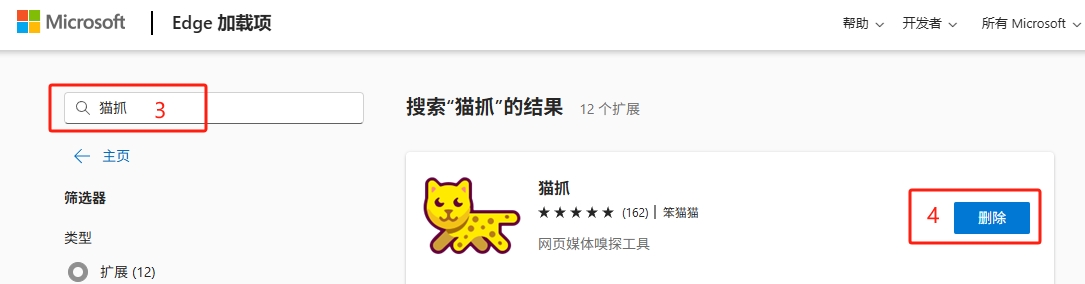 Microsoft Edge 加载项 帮助 开发者 所有 Microsoft
猫抓 3
搜索“猫抓”的结果 12 个扩展
主页
筛选器
类型
扩展 (12)
猫抓
(162) 笨猫猫
网页媒体嗅探工具
4 删除